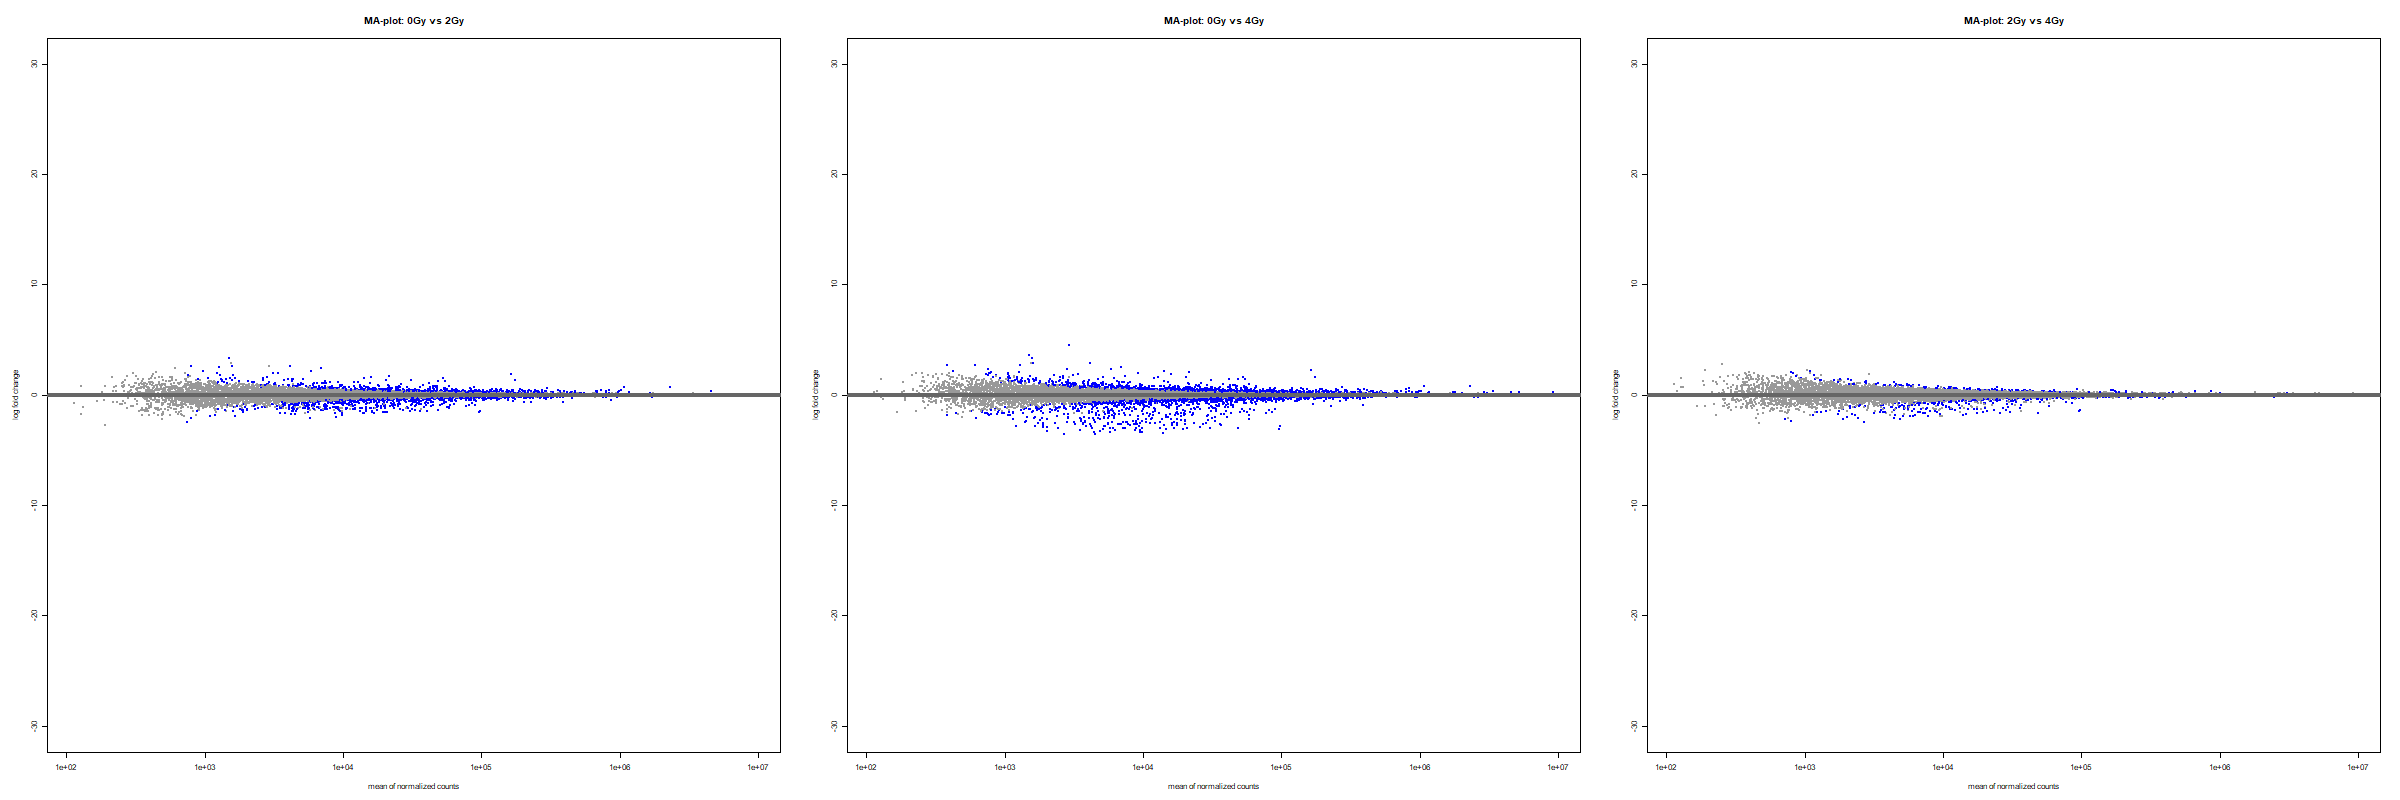 MA-plot: 0Gy vs 2Gy
log fold change
30
20
10
0
-10
-20
-30
1e+02 1e+03 1e+04 1e+05 1e+06 1e+07
mean of normalized counts
MA-plot: 0Gy vs 4Gy
log fold change
30
20
10
0
-10
-20
-30
1e+02 1e+03 1e+04 1e+05 1e+06 1e+07
mean of normalized counts
MA-plot: 2Gy vs 4Gy
log fold change
30
20
10
0
-10
-20
-30
1e+02 1e+03 1e+04 1e+05 1e+06 1e+07
mean of normalized counts